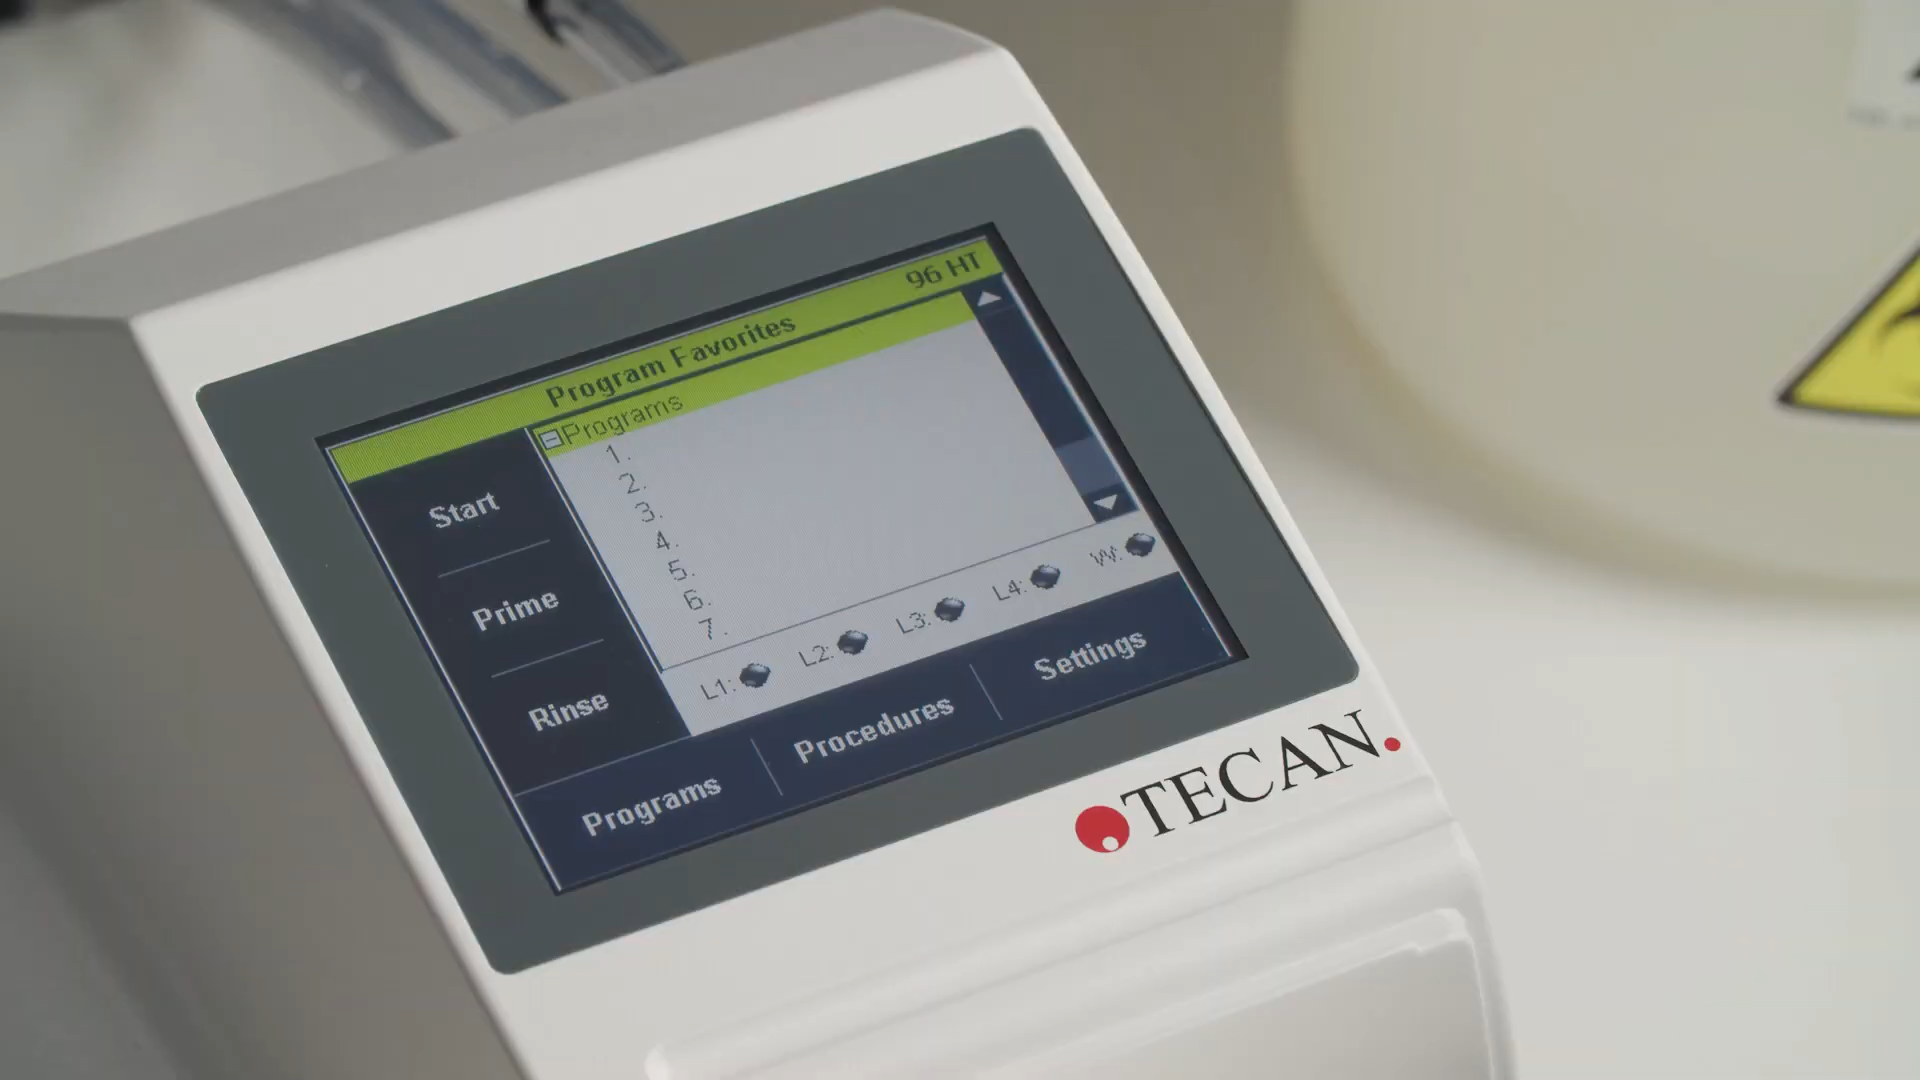 Program Favorites 96 HT
Programs
1.
2.
3.
4.
5.
6.
7.
Start
Prime
Rinse
L1: L2: L3: L4: W:
Programs Procedures Settings
TECAN.